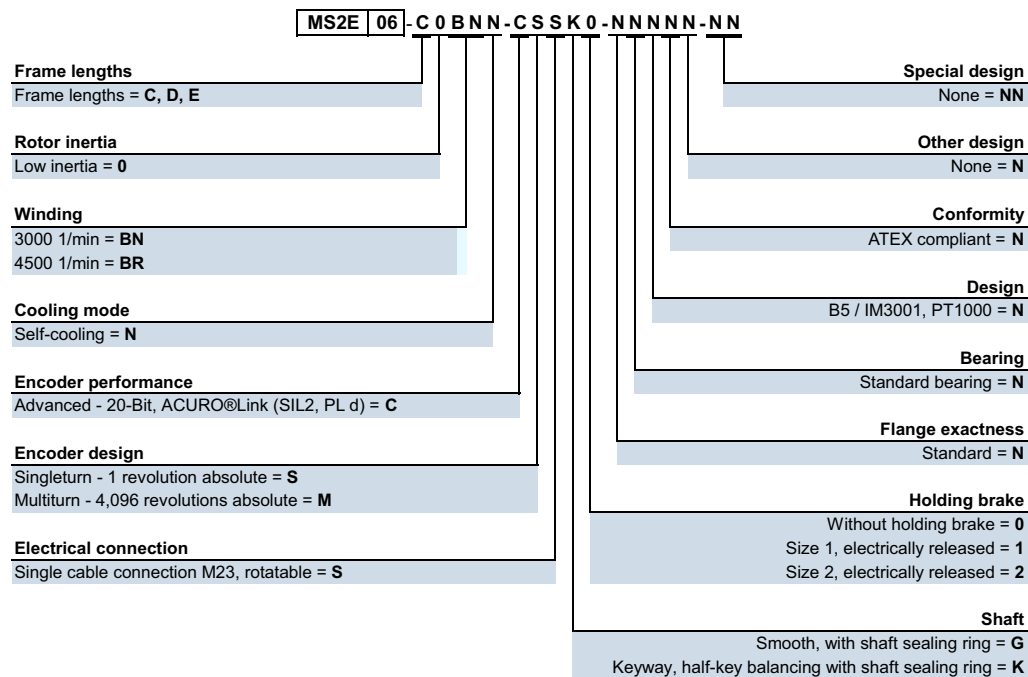 MS2E 06 - C 0 B N N - C S S K 0 - N N N N N - N N
Frame lengths
Frame lengths = C, D, E
Rotor inertia
Low inertia = 0
Winding
3000 1/min = BN
4500 1/min = BR
Cooling mode
Self-cooling = N
Encoder performance
Advanced - 20-Bit, ACURO®Link (SIL2, PL d) = C
Encoder design
Singleturn - 1 revolution absolute = S
Multiturn - 4,096 revolutions absolute = M
Electrical connection
Single cable connection M23, rotatable = S
Special design
None = NN
Other design
None = N
Conformity
ATEX compliant = N
Design
B5 / IM3001, PT1000 = N
Bearing
Standard bearing = N
Flange exactness
Standard = N
Holding brake
Without holding brake = 0
Size 1, electrically released = 1
Size 2, electrically released = 2
Shaft
Smooth, with shaft sealing ring = G
Keyway, half-key balancing with shaft sealing ring = K